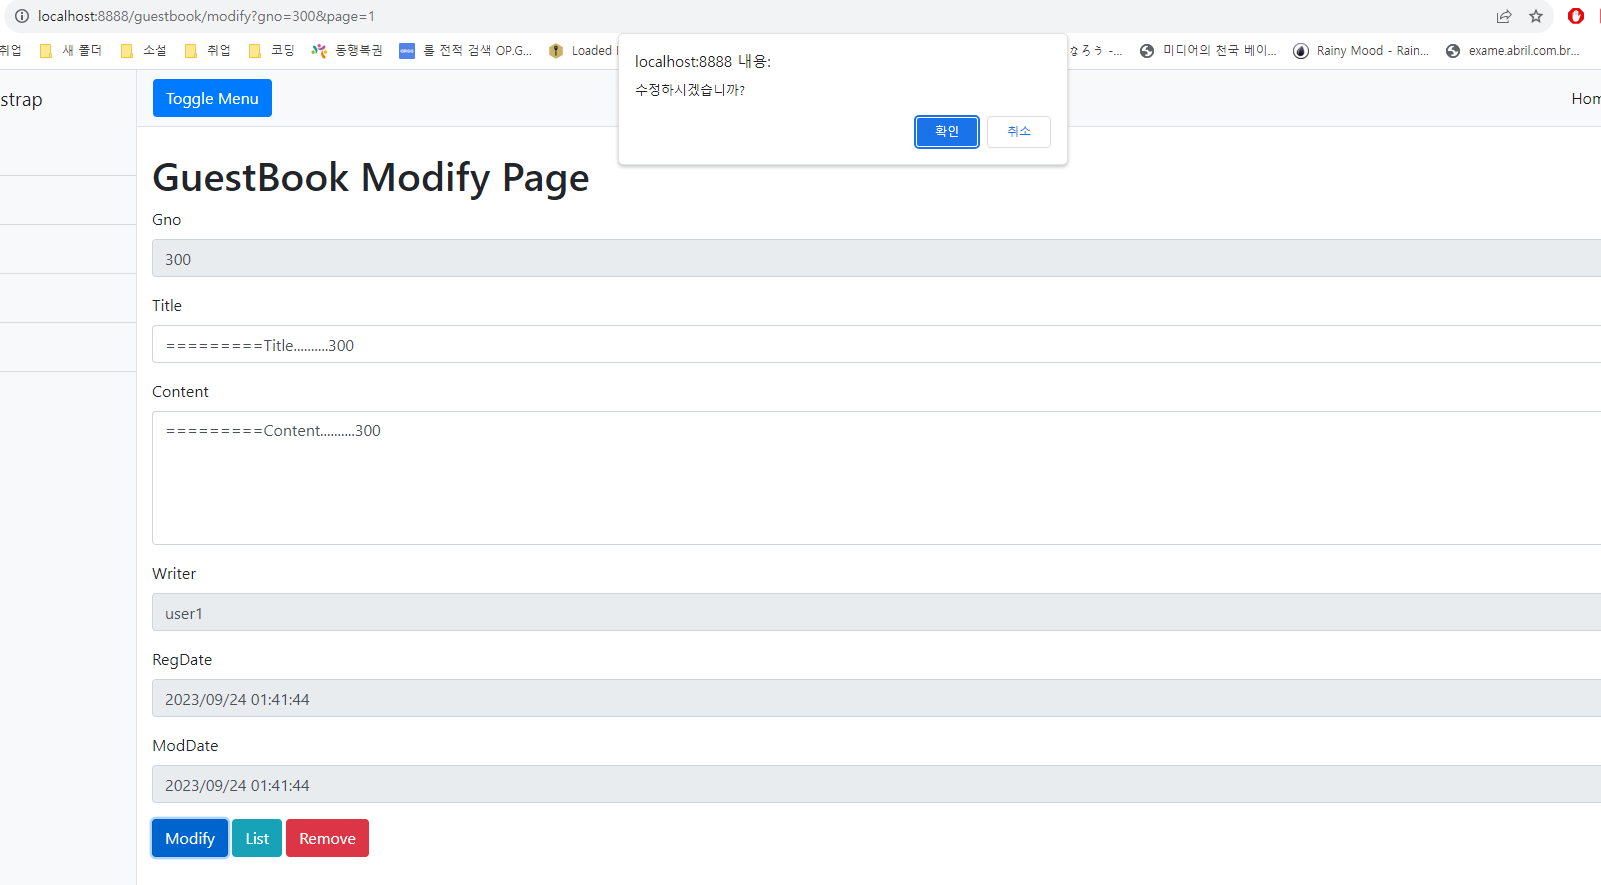 localhost:8888/guestbook/modify?gno=300&page=1
취업 새 폴더 소설 취업 코딩 동행복권 롤 전적 검색 OP.G... Loaded なろう -... 미디어의 천국 베이... Rainy Mood - Rain... exame.abril.com.br...
localhost:8888 내용:
수정하시겠습니까?
확인 취소
strap Toggle Menu Hom
GuestBook Modify Page
Gno
300
Title
=========Title..........300
Content
=========Content..........300
Writer
user1
RegDate
2023/09/24 01:41:44
ModDate
2023/09/24 01:41:44
Modify List Remove